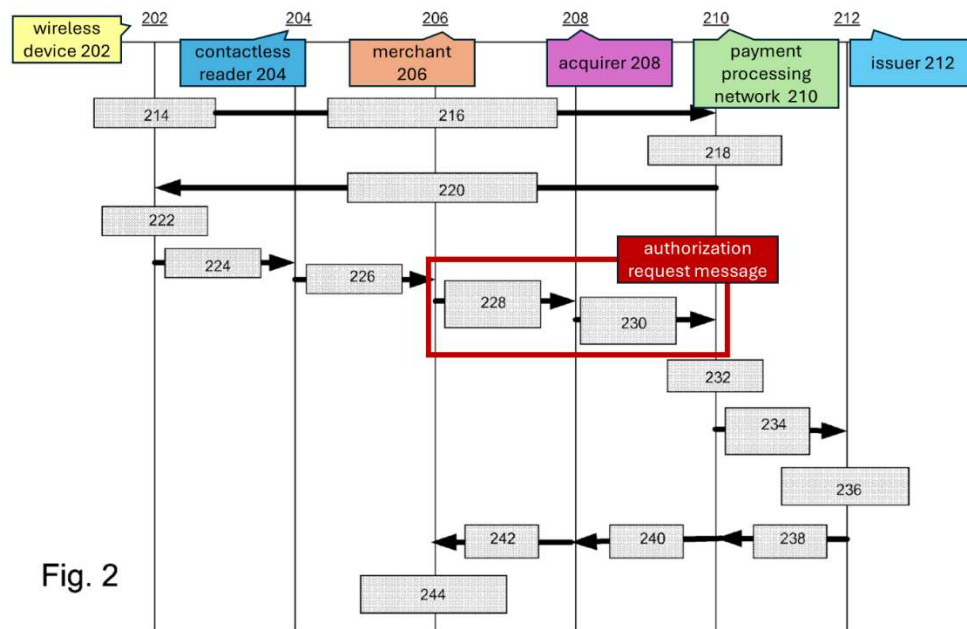 202 204 206 208 210 212
wireless
device 202
contactless
reader 204
merchant
206
acquirer 208
payment
processing
network 210
issuer 212
214 216
218
220
222
authorization
request message
224 226
228 230
232
234
236
242 240 238
Fig. 2
244